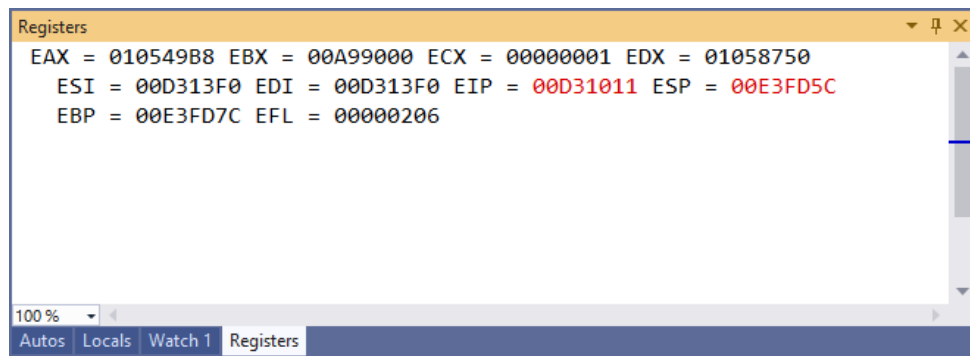 Registers
EAX = 010549B8 EBX = 00A99000 ECX = 00000001 EDX = 01058750
ESI = 00D313F0 EDI = 00D313F0 EIP = 00D31011 ESP = 00E3FD5C
EBP = 00E3FD7C EFL = 00000206
100 %
Autos Locals Watch 1 Registers